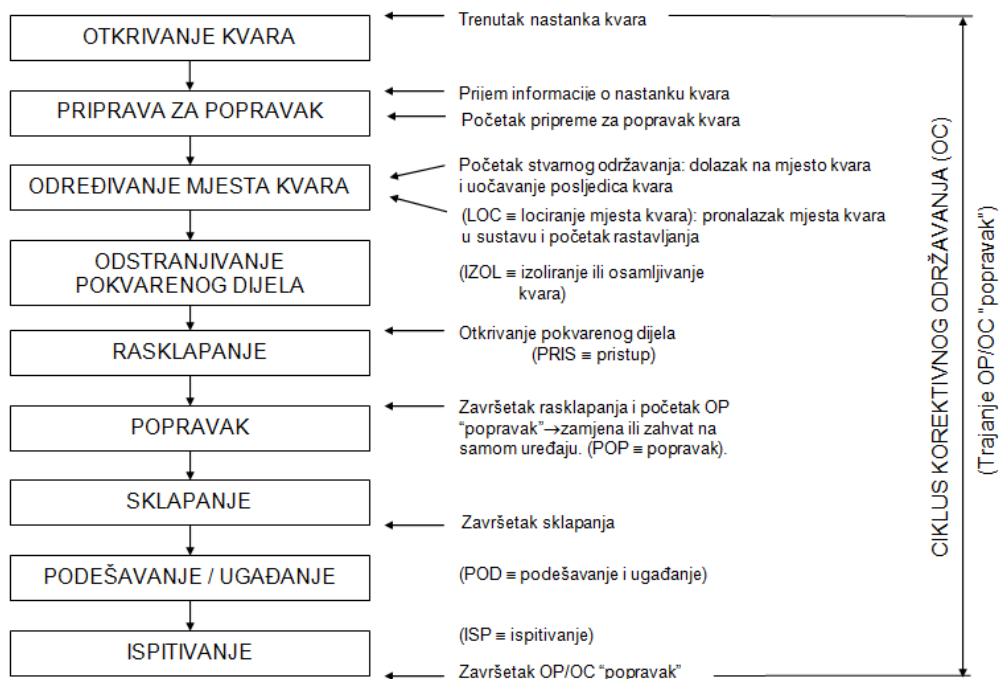 OTKRIVANJE KVARA
Trenutak nastanka kvara
PRIPRAVA ZA POPRAVAK
Prijem informacije o nastanku kvara
Početak pripreme za popravak kvara
ODREĐIVANJE MJESTA KVARA
Početak stvarnog održavanja: dolazak na mjesto kvara
i uočavanje posljedica kvara
(LOC ≡ lociranje mjesta kvara): pronalazak mjesta kvara
u sustavu i početak rastavljanja
ODSTRANJIVANJE
POKVARENOG DIJELA
(IZOL ≡ izoliranje ili osamljivanje
kvara)
RASKLAPANJE
Otkrivanje pokvarenog dijela
(PRIS ≡ pristup)
POPRAVAK
Završetak rasklapanja i početak OP
“popravak”→zamjena ili zahvat na
samom uređaju. (POP ≡ popravak).
SKLAPANJE
Završetak sklapanja
PODEŠAVANJE / UGAĐANJE
(POD ≡ podešavanje i ugađanje)
ISPITIVANJE
(ISP ≡ ispitivanje)
Završetak OP/OC “popravak”
CIKLUS KOREKTIVNOG ODRŽAVANJA (OC)
(Trajanje OP/OC "popravak")